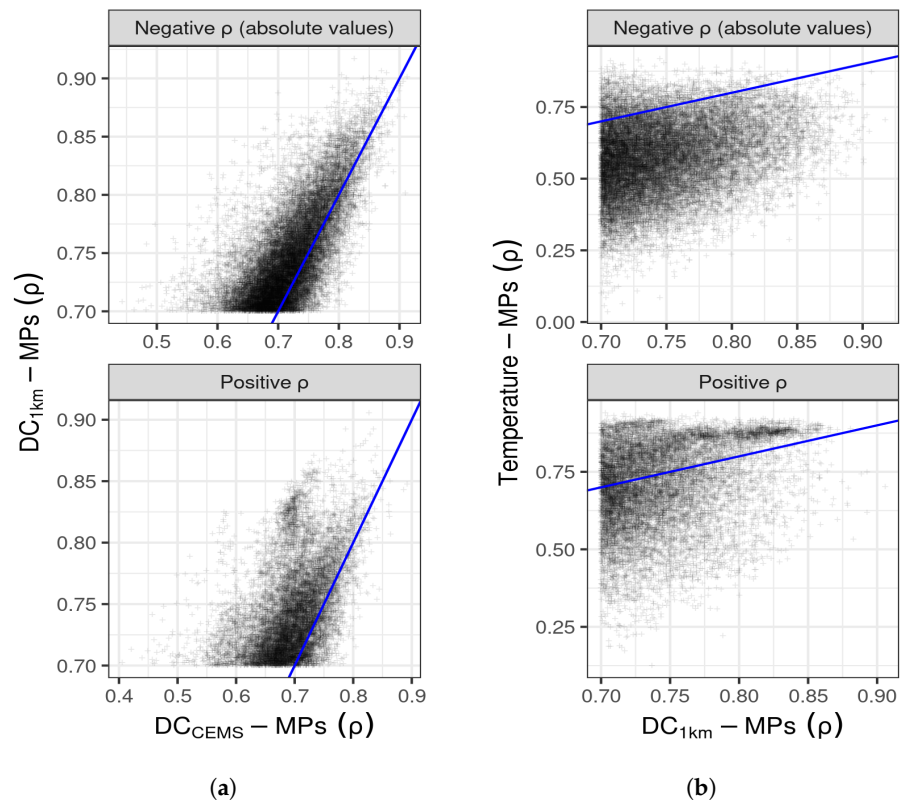 Negative ρ (absolute values)
0.90
0.85
0.80
0.75
0.70
0.5 0.6 0.7 0.8 0.9
Positive ρ
0.90
0.85
0.80
0.75
0.70
0.4 0.5 0.6 0.7 0.8 0.9
DC1km – MPs (ρ)
DCCEMS – MPs (ρ)
(a)
Negative ρ (absolute values)
0.75
0.50
0.25
0.00
0.70 0.75 0.80 0.85 0.90
Positive ρ
0.75
0.50
0.25
0.70 0.75 0.80 0.85 0.90
Temperature – MPs (ρ)
DC1km – MPs (ρ)
(b)